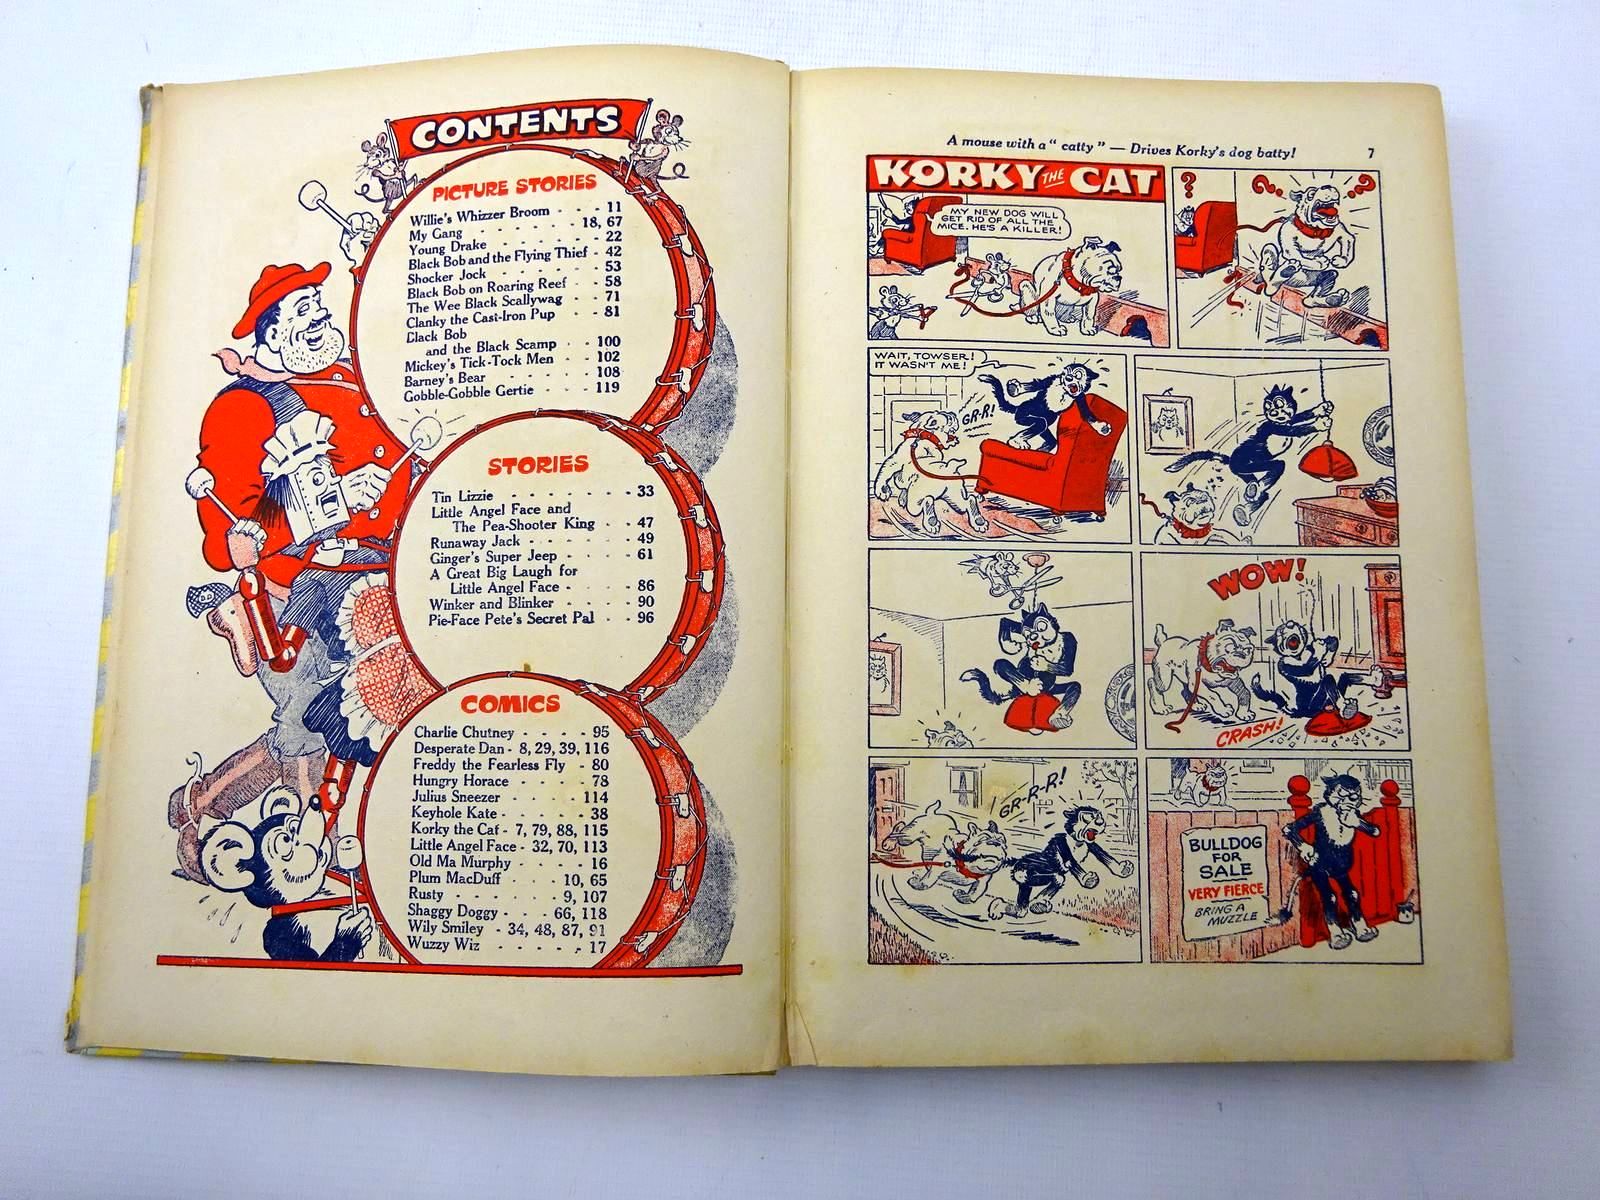 CONTENTS
PICTURE STORIES
Willie's Whizzer Broom - - - 11
My Gang - - - - - - 18, 67
Young Drake - - - - - - 22
Black Bob and the Flying Thief - 42
Shocker Jock - - - - - - 53
Black Bob on Roaring Reef - - 58
The Wee Black Scallywag - - 71
Clanky the Cast-Iron Pup - - 81
Black Bob
and the Black Scamp - - 100
Mickey's Tick-Tock Men - - 102
Barney's Bear - - - - - 108
Gobble-Gobble Gertie - - - 119
STORIES
Tin Lizzie - - - - - - - 33
Little Angel Face and
The Pea-Shooter King - - 47
Runaway Jack - - - - - 49
Ginger's Super Jeep - - - - 61
A Great Big Laugh for
Little Angel Face - - - - 86
Winker and Blinker - - - - 90
Pie-Face Pete's Secret Pal - - 96
COMICS
Charlie Chutney - - - - 95
Desperate Dan - 8, 29, 39, 116
Freddy the Fearless Fly - 80
Hungry Horace - - - - 78
Julius Sneezer - - - - 114
Keyhole Kate - - - - - 38
Korky the Cat - 7, 79, 88, 115
Little Angel Face - 32, 70, 113
Old Ma Murphy - - - - 16
Plum MacDuff - - - 10, 65
Rusty - - - - - - 9, 107
Shaggy Doggy - - - 66, 118
Wily Smiley - 34, 48, 87, 91
Wuzzy Wiz - - - - - - 17
A mouse with a "catty" — Drives Korky's dog batty! 7
KORKY THE CAT
MY NEW DOG WILL
GET RID OF ALL THE
MICE. HE'S A KILLER!
?
? ?
WAIT, TOWSER!
IT WASN'T ME!
GR-R!
WOW!
CRASH!
GR-R-R!
BULLDOG
FOR
SALE
VERY FIERCE
BRING A
MUZZLE